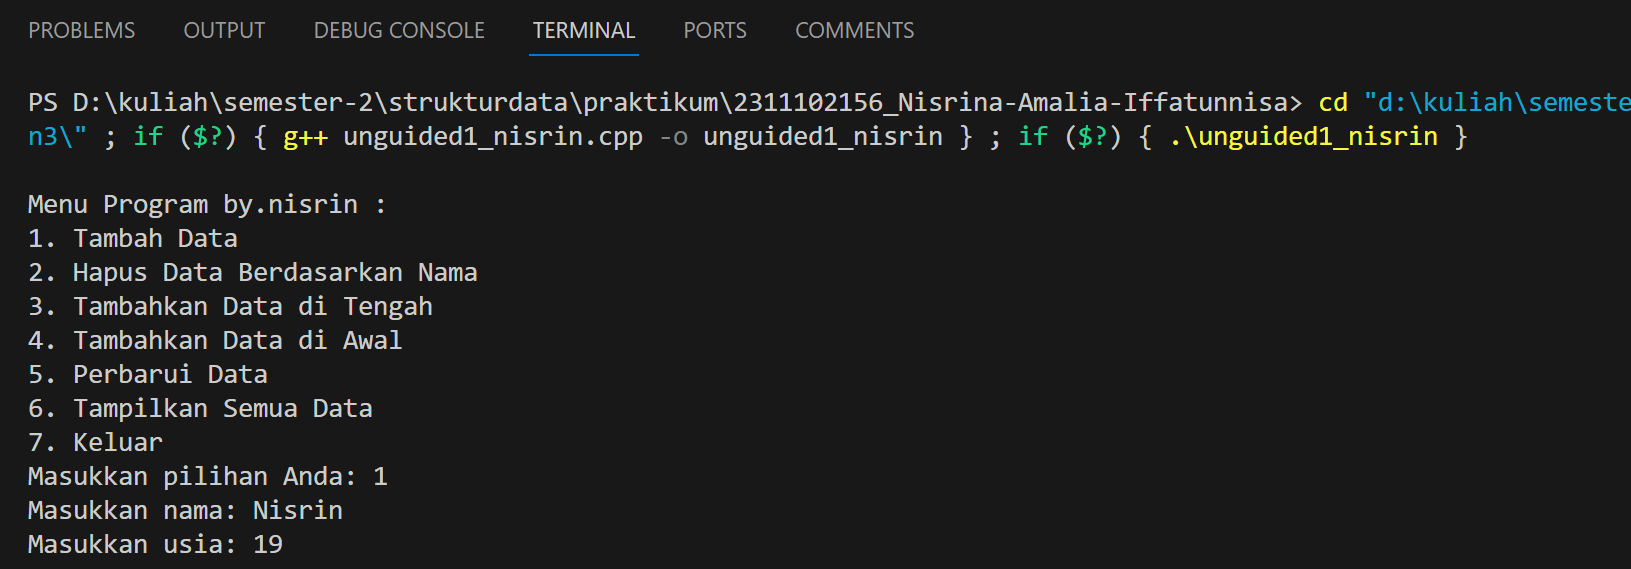 PROBLEMS OUTPUT DEBUG CONSOLE TERMINAL PORTS COMMENTS
PS D:\kuliah\semester-2\strukturdata\praktikum\2311102156_Nisrina-Amalia-Iffatunnisa> cd "d:\kuliah\semeste
n3\" ; if ($?) { g++ unguided1_nisrin.cpp -o unguided1_nisrin } ; if ($?) { .\unguided1_nisrin }
Menu Program by.nisrin :
1. Tambah Data
2. Hapus Data Berdasarkan Nama
3. Tambahkan Data di Tengah
4. Tambahkan Data di Awal
5. Perbarui Data
6. Tampilkan Semua Data
7. Keluar
Masukkan pilihan Anda: 1
Masukkan nama: Nisrin
Masukkan usia: 19